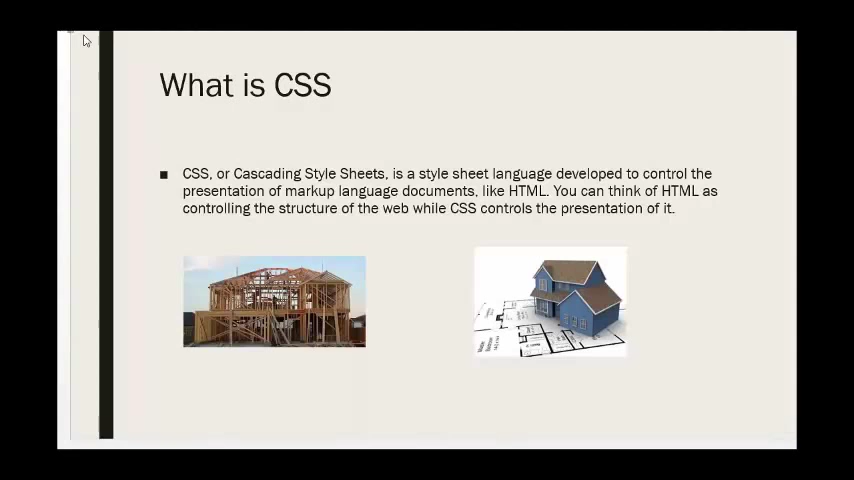 What is CSS
■ CSS, or Cascading Style Sheets, is a style sheet language developed to control the
presentation of markup language documents, like HTML. You can think of HTML as
controlling the structure of the web while CSS controls the presentation of it.